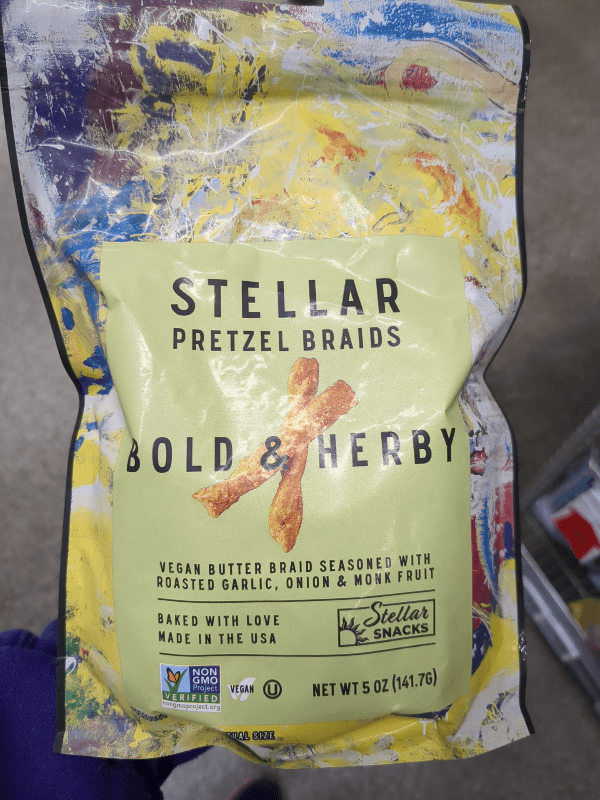 STELLAR
PRETZEL BRAIDS
BOLD & HERBY
VEGAN BUTTER BRAID SEASONED WITH
ROASTED GARLIC, ONION & MONK FRUIT
BAKED WITH LOVE
MADE IN THE USA
Stellar
SNACKS
NON
GMO
Project
VERIFIED
nongmoproject.org
VEGAN
U
NET WT 5 OZ (141.7G)
SIZE